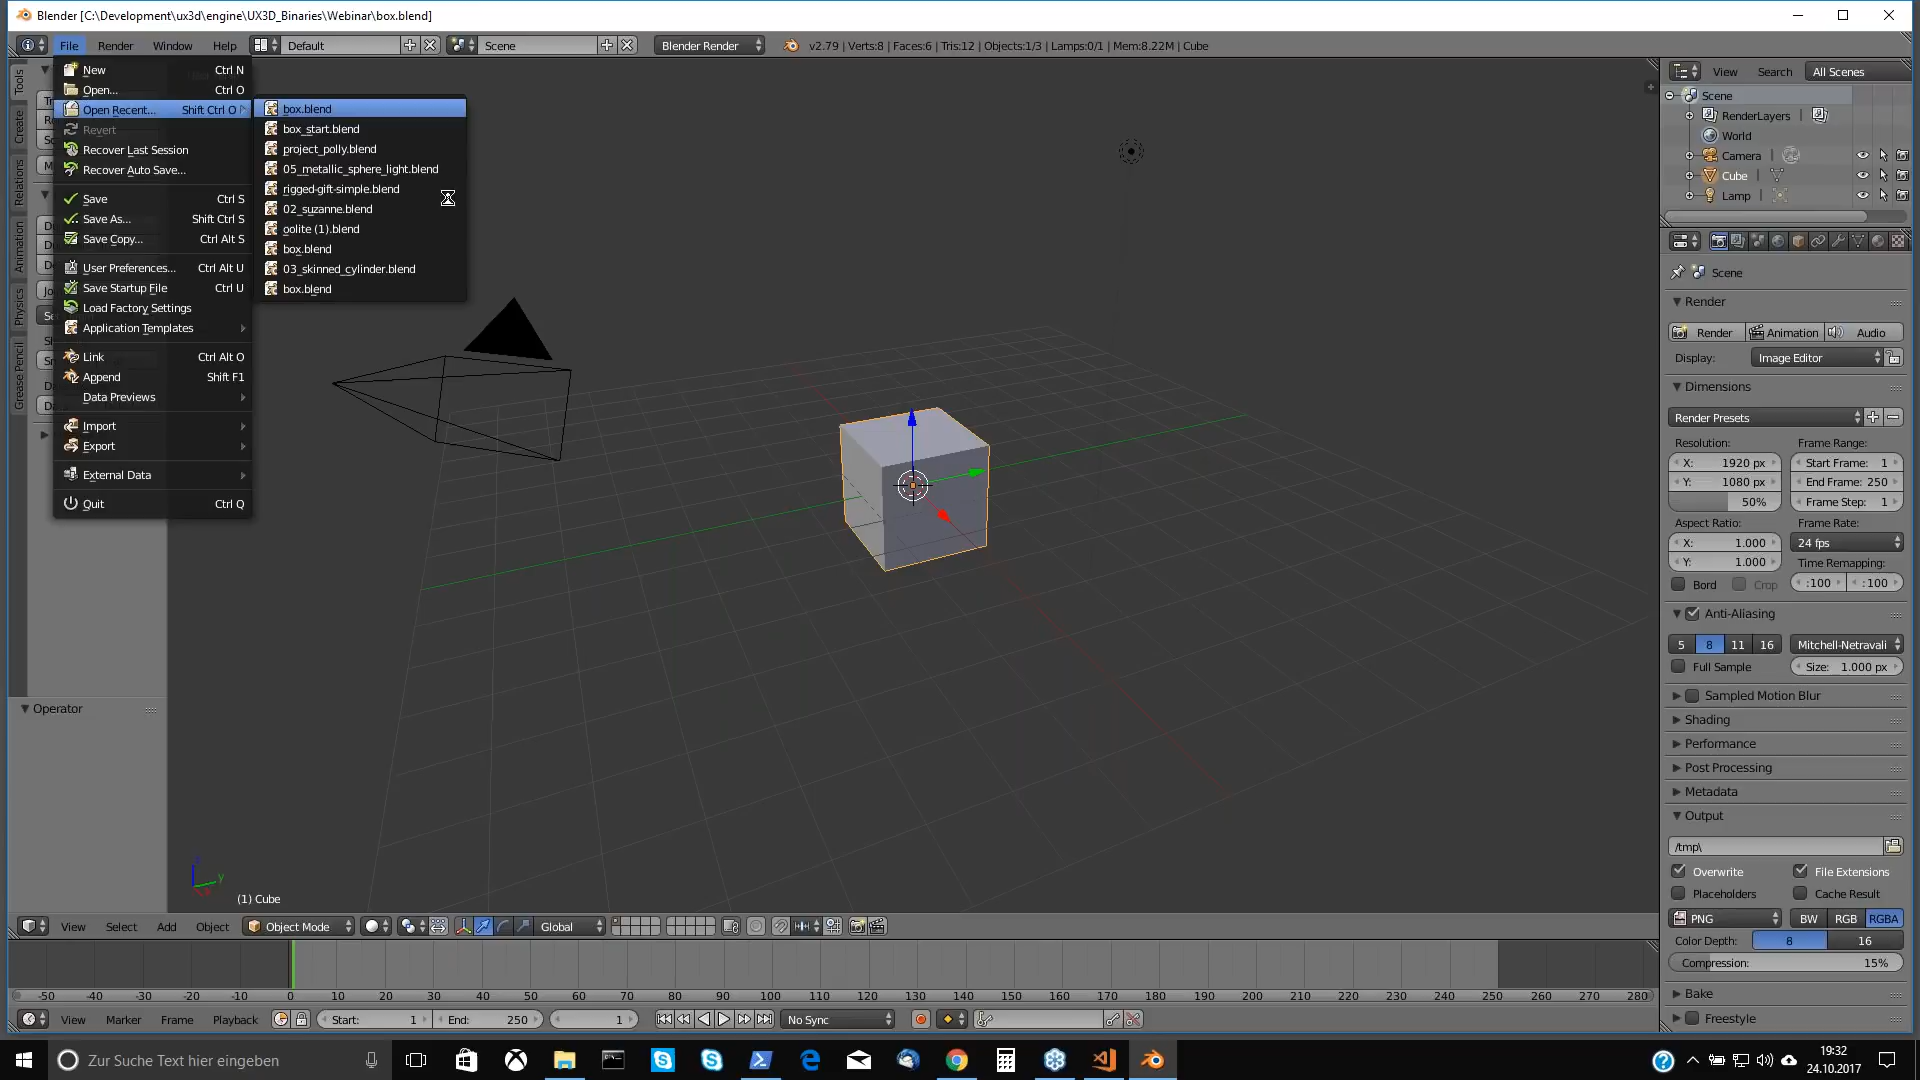 Blender [C:\Development\ux3d\engine\UX3D_Binaries\Webinar\box.blend]
File Render Window Help Default Scene Blender Render v2.79 | Verts:8 | Faces:6 | Tris:12 | Objects:1/3 | Lamps:0/1 | Mem:8.22M | Cube
New Ctrl N
Open... Ctrl O
Open Recent... Shift Ctrl O
Revert
Recover Last Session
Recover Auto Save...
Save Ctrl S
Save As... Shift Ctrl S
Save Copy... Ctrl Alt S
User Preferences... Ctrl Alt U
Save Startup File Ctrl U
Load Factory Settings
Application Templates
Link Ctrl Alt O
Append Shift F1
Data Previews
Import
Export
External Data
Quit Ctrl Q
box.blend
box_start.blend
project_polly.blend
05_metallic_sphere_light.blend
rigged-gift-simple.blend
02_suzanne.blend
oolite (1).blend
box.blend
03_skinned_cylinder.blend
box.blend
Tools
Create
Relations
Animation
Physics
Grease Pencil
Operator
z
y
(1) Cube
View Select Add Object Object Mode Global
-50 -40 -30 -20 -10 0 10 20 30 40 50 60 70 80 90 100 110 120 130 140 150 160 170 180 190 200 210 220 230 240 250 260 270 280
View Marker Frame Playback Start: 1 End: 250 1 No Sync
View Search All Scenes
Scene
RenderLayers
World
Camera
Cube
Lamp
Scene
Render
Render Animation Audio
Display: Image Editor
Dimensions
Render Presets
Resolution: Frame Range:
X: 1920 px Start Frame: 1
Y: 1080 px End Frame: 250
50% Frame Step: 1
Aspect Ratio: Frame Rate:
X: 1.000 24 fps
Y: 1.000 Time Remapping:
Bord Crop :100 :100
Anti-Aliasing
5 8 11 16 Mitchell-Netravali
Full Sample Size: 1.000 px
Sampled Motion Blur
Shading
Performance
Post Processing
Metadata
Output
/tmp\
Overwrite File Extensions
Placeholders Cache Result
PNG BW RGB RGBA
Color Depth: 8 16
Compression: 15%
Bake
Freestyle
Zur Suche Text hier eingeben
19:32
24.10.2017